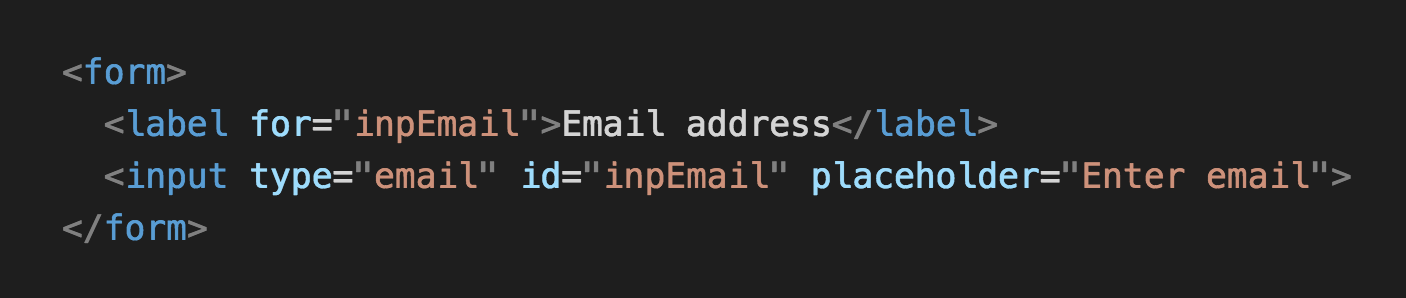 <form>
<label for="inpEmail">Email address</label>
<input type="email" id="inpEmail" placeholder="Enter email">
</form>